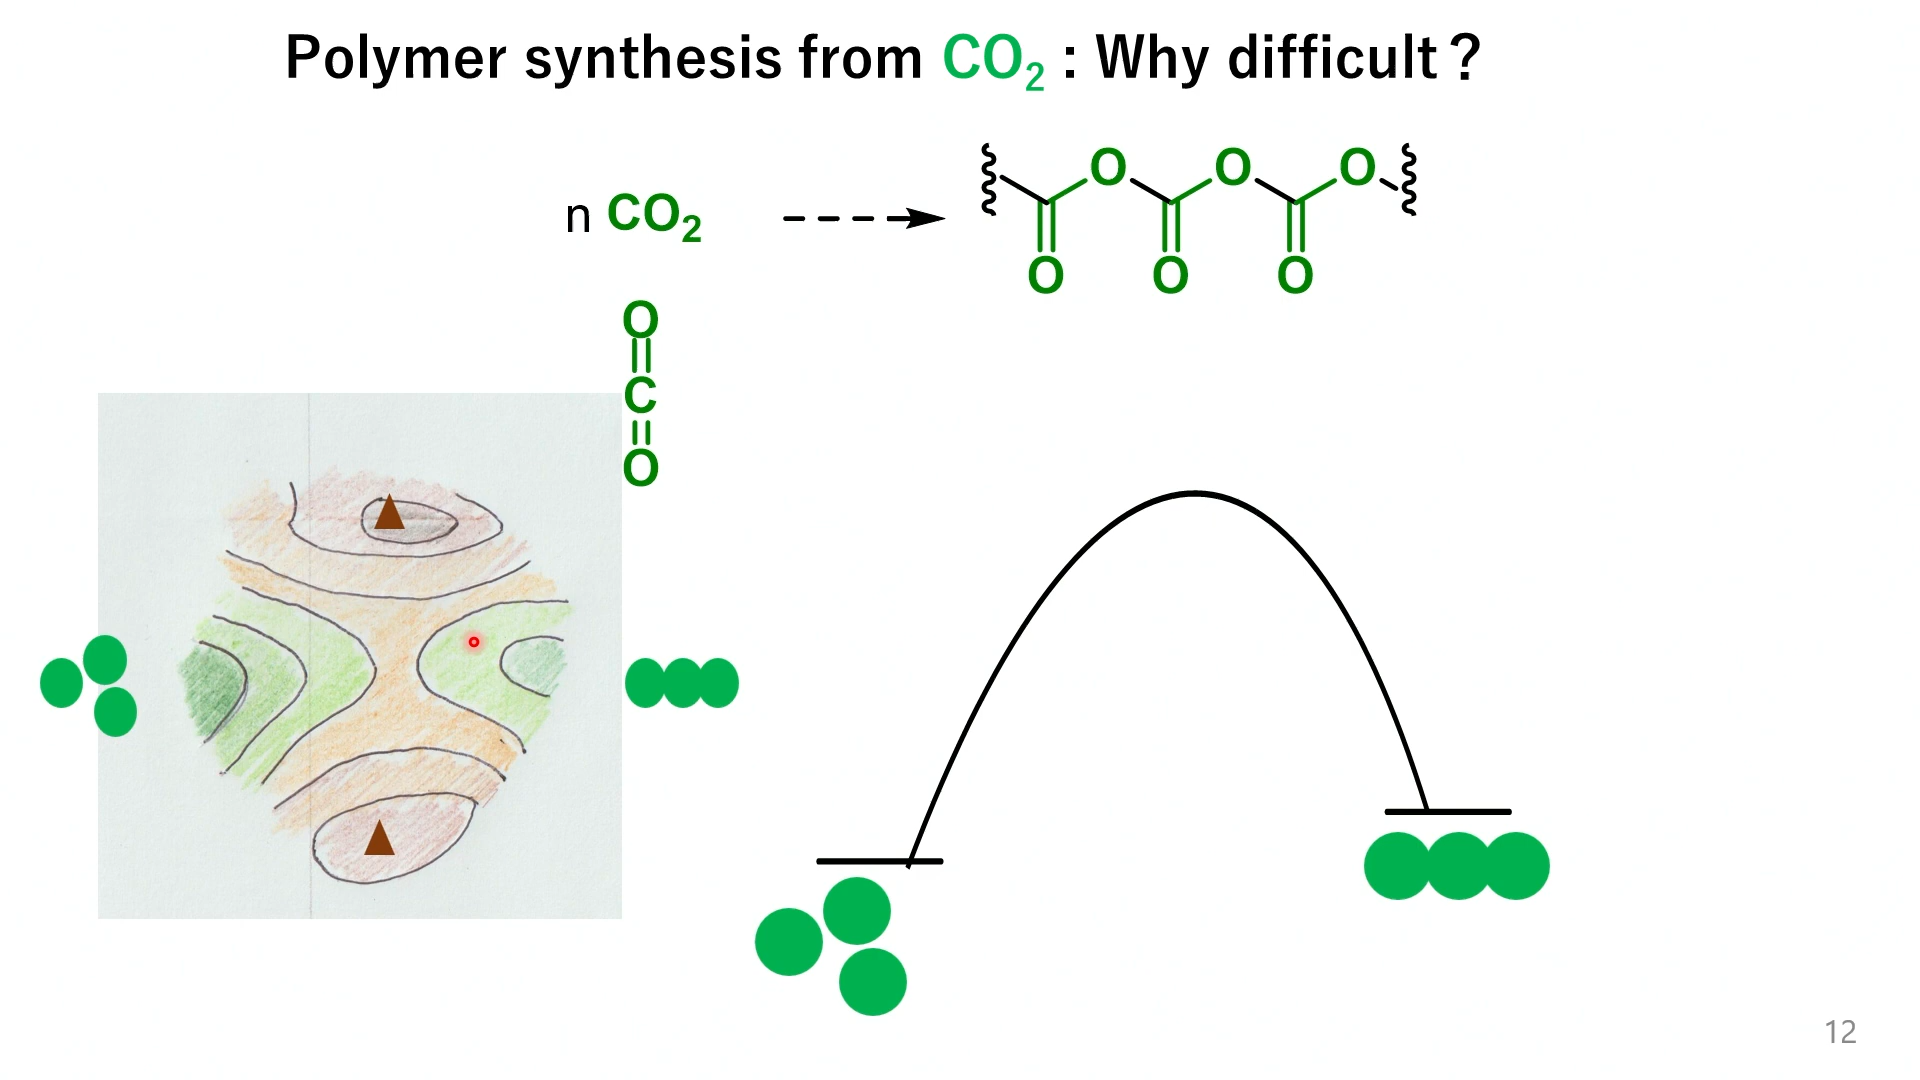 Polymer synthesis from CO₂ : Why difficult ?
O O O
n CO₂
O O O
O
C
O
12